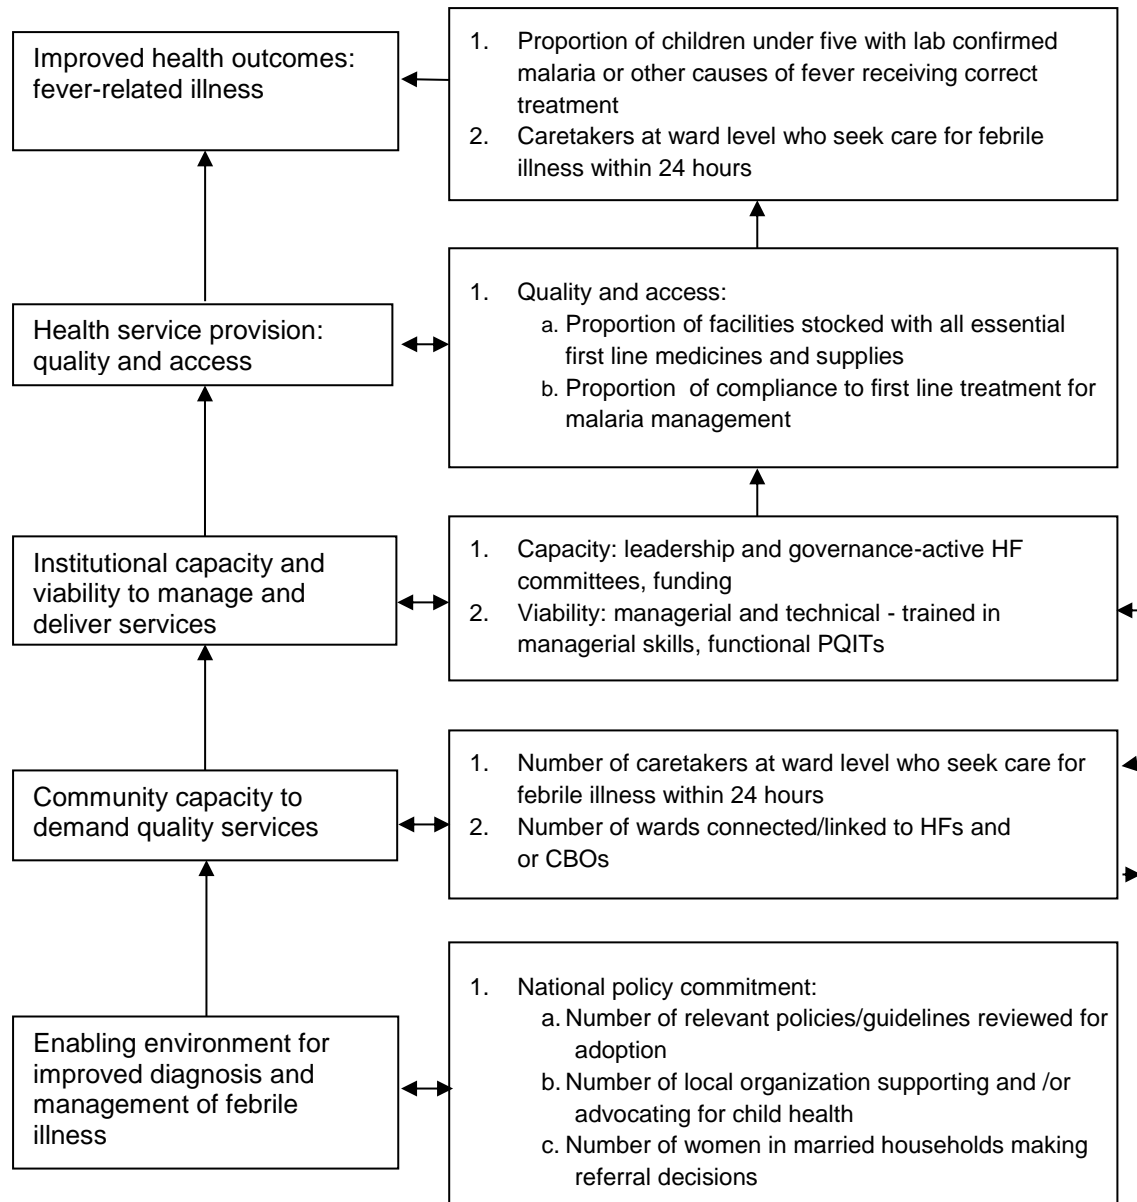 Improved health outcomes:
fever-related illness
1. Proportion of children under five with lab confirmed
malaria or other causes of fever receiving correct
treatment
2. Caretakers at ward level who seek care for febrile
illness within 24 hours
Health service provision:
quality and access
1. Quality and access:
a. Proportion of facilities stocked with all essential
first line medicines and supplies
b. Proportion of compliance to first line treatment for
malaria management
Institutional capacity and
viability to manage and
deliver services
1. Capacity: leadership and governance-active HF
committees, funding
2. Viability: managerial and technical - trained in
managerial skills, functional PQITs
Community capacity to
demand quality services
1. Number of caretakers at ward level who seek care for
febrile illness within 24 hours
2. Number of wards connected/linked to HFs and
or CBOs
Enabling environment for
improved diagnosis and
management of febrile
illness
1. National policy commitment:
a. Number of relevant policies/guidelines reviewed for
adoption
b. Number of local organization supporting and /or
advocating for child health
c. Number of women in married households making
referral decisions